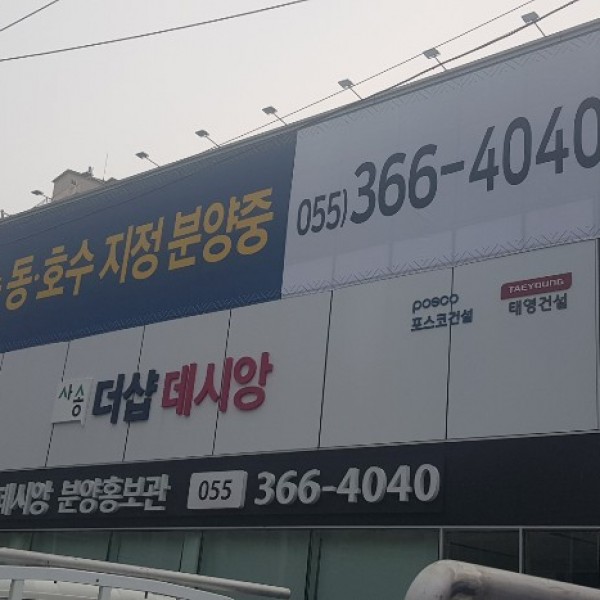 동·호수 지정 분양중
055) 366-4040
posco
포스코건설
TAEYOUNG
태영건설
사송 더샵 데시앙
데시앙 분양홍보관 055 366-4040